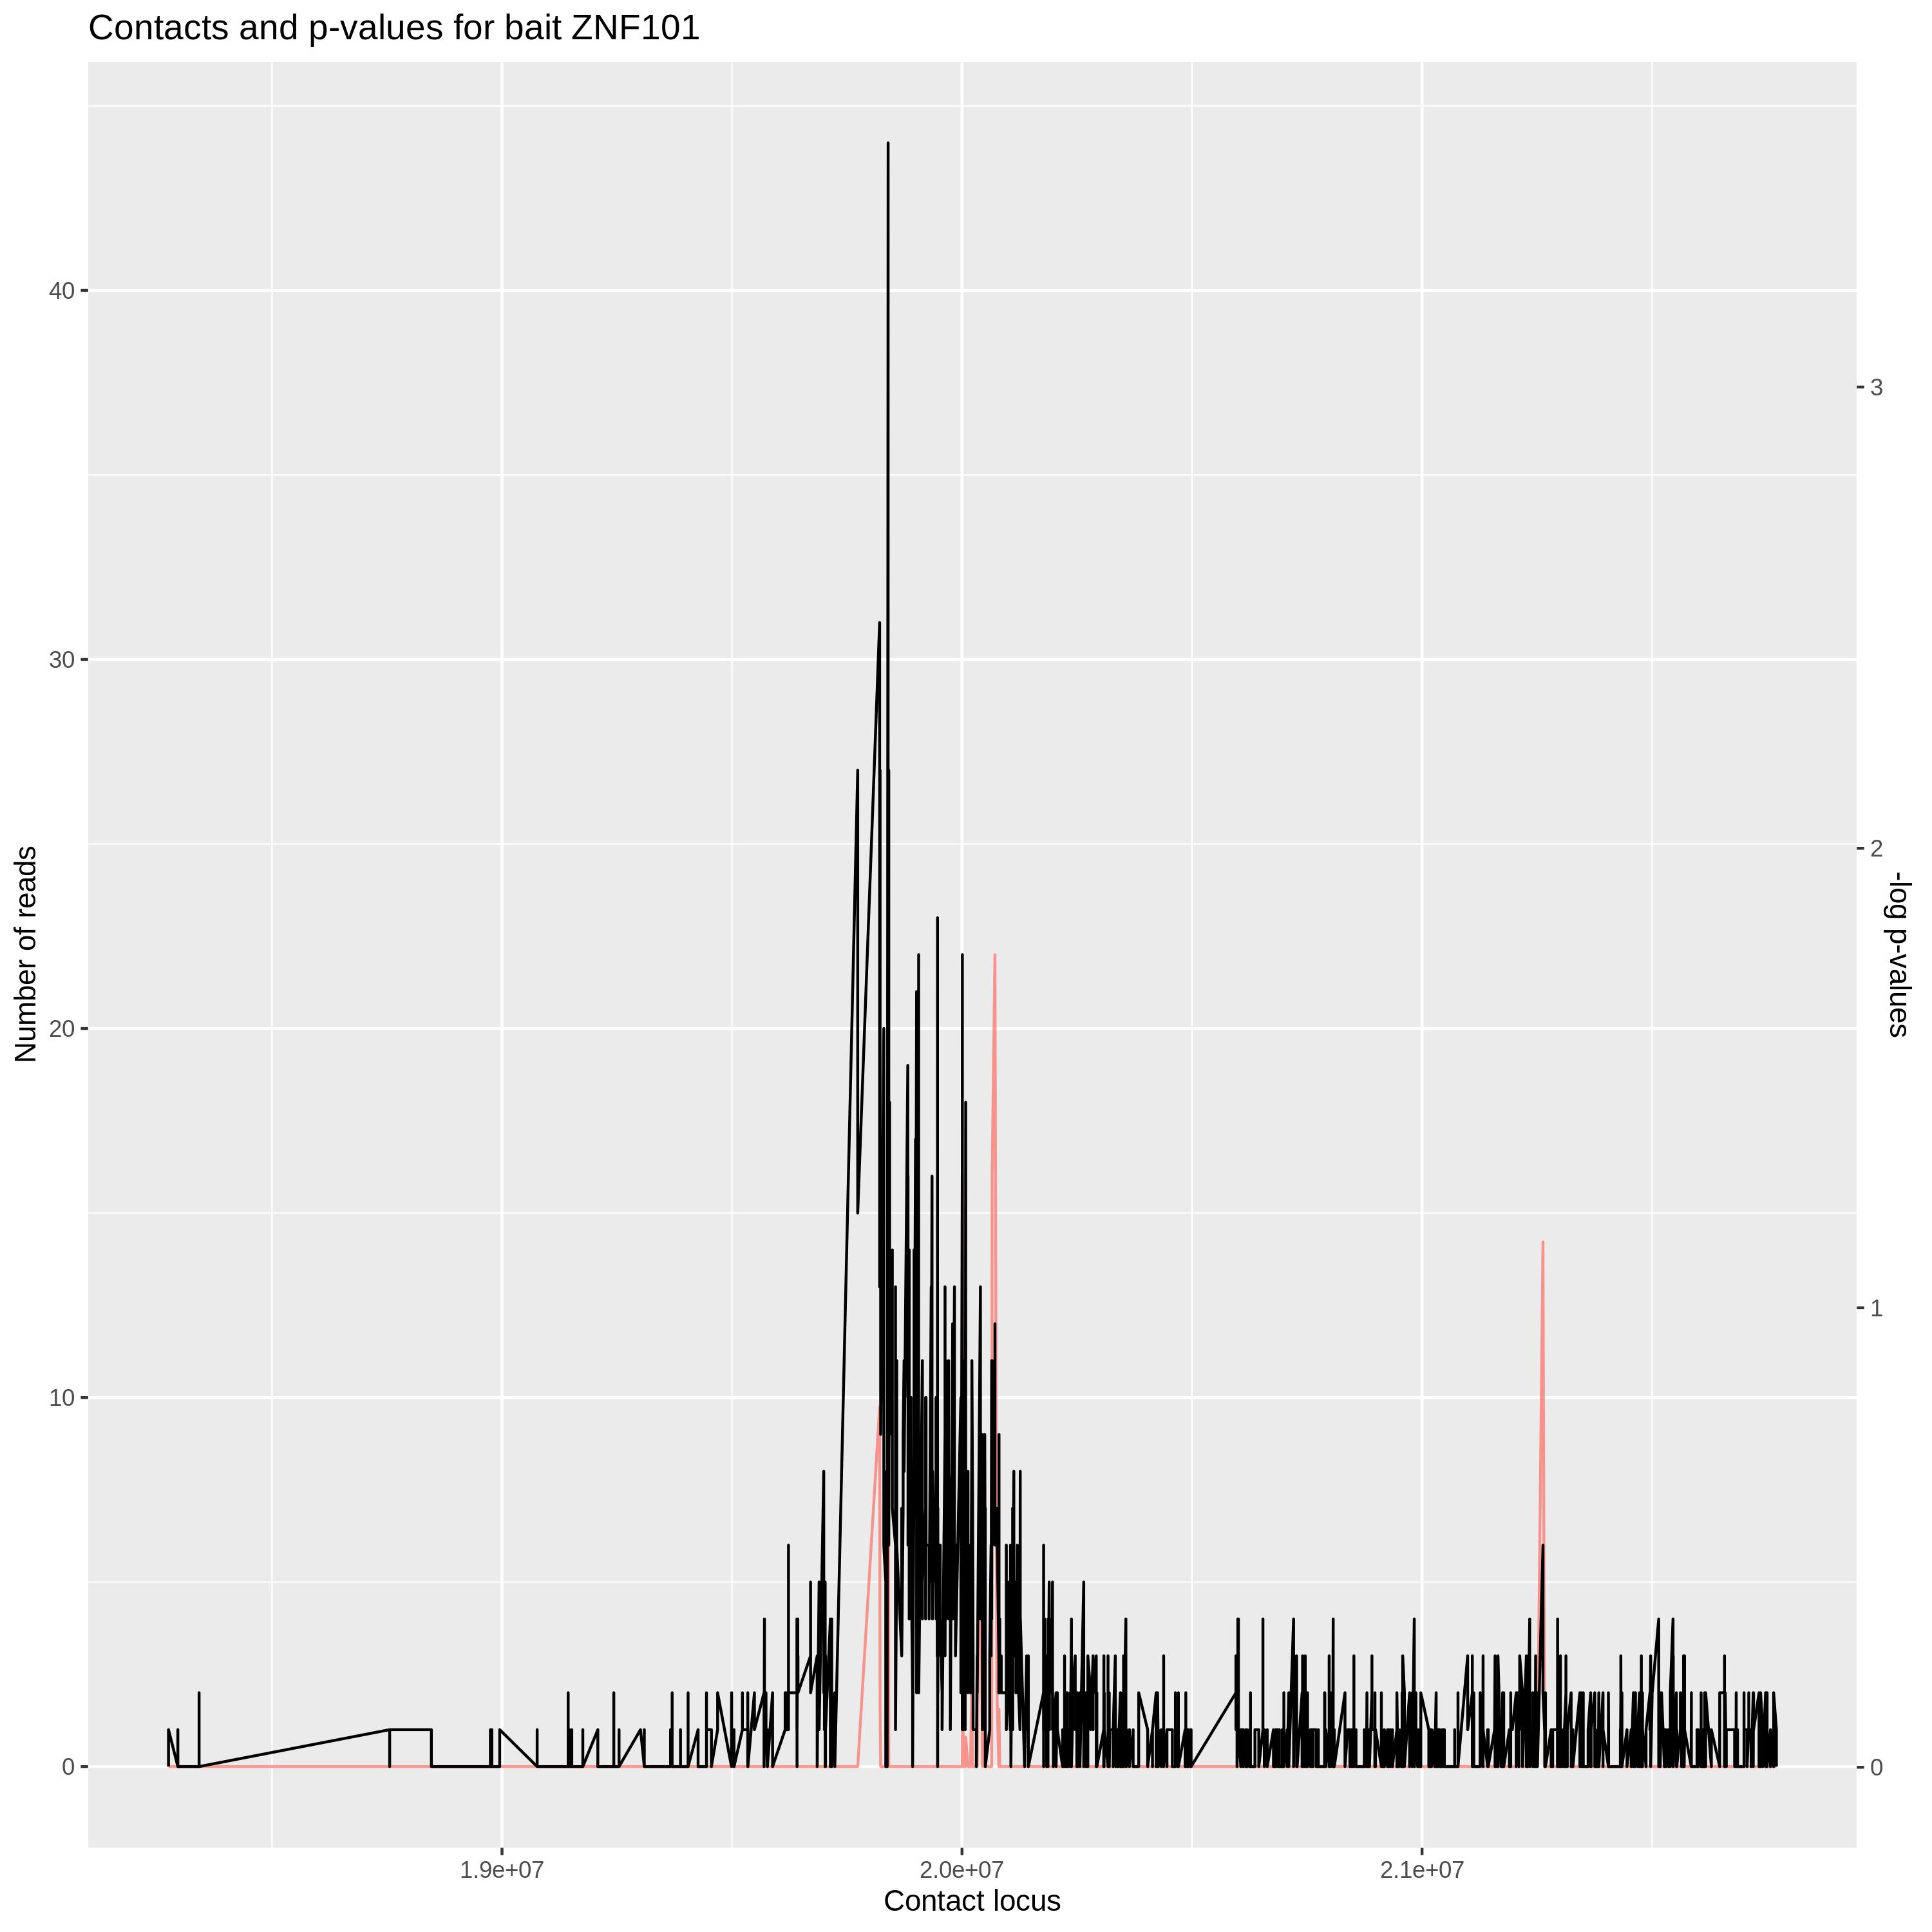 Contacts and p-values for bait ZNF101
Number of reads
40
30
20
10
0
3
2
1
0
-log p-values
1.9e+07 2.0e+07 2.1e+07
Contact locus